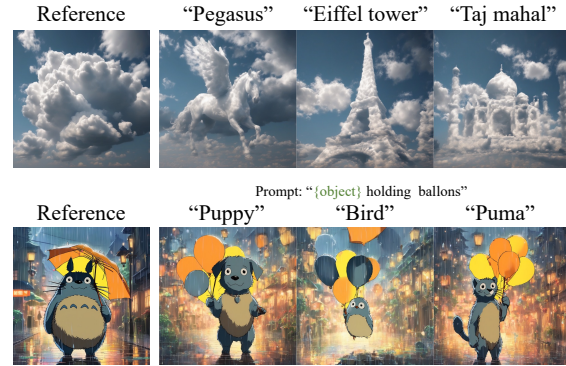 Reference “Pegasus” “Eiffel tower” “Taj mahal”
Prompt: “{object} holding ballons”
Reference “Puppy” “Bird” “Puma”